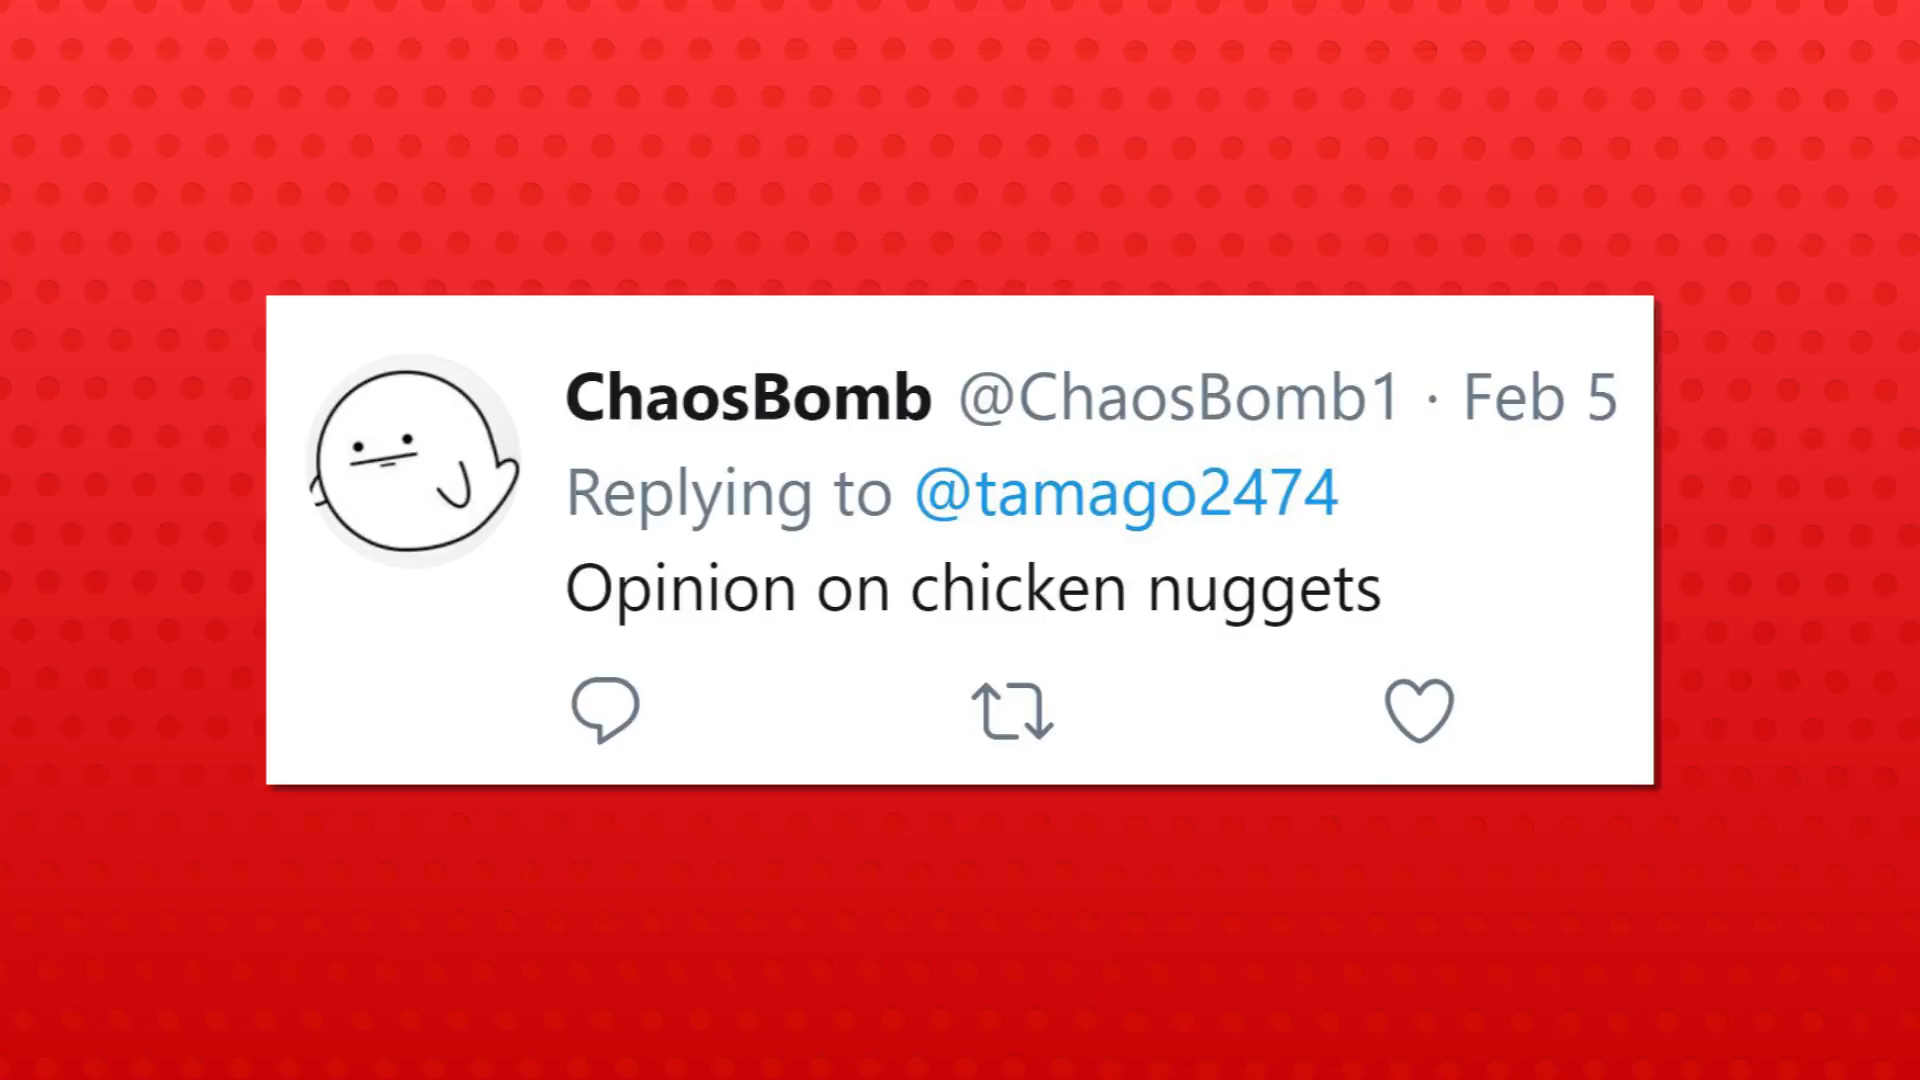 ChaosBomb @ChaosBomb1 · Feb 5
Replying to @tamago2474
Opinion on chicken nuggets